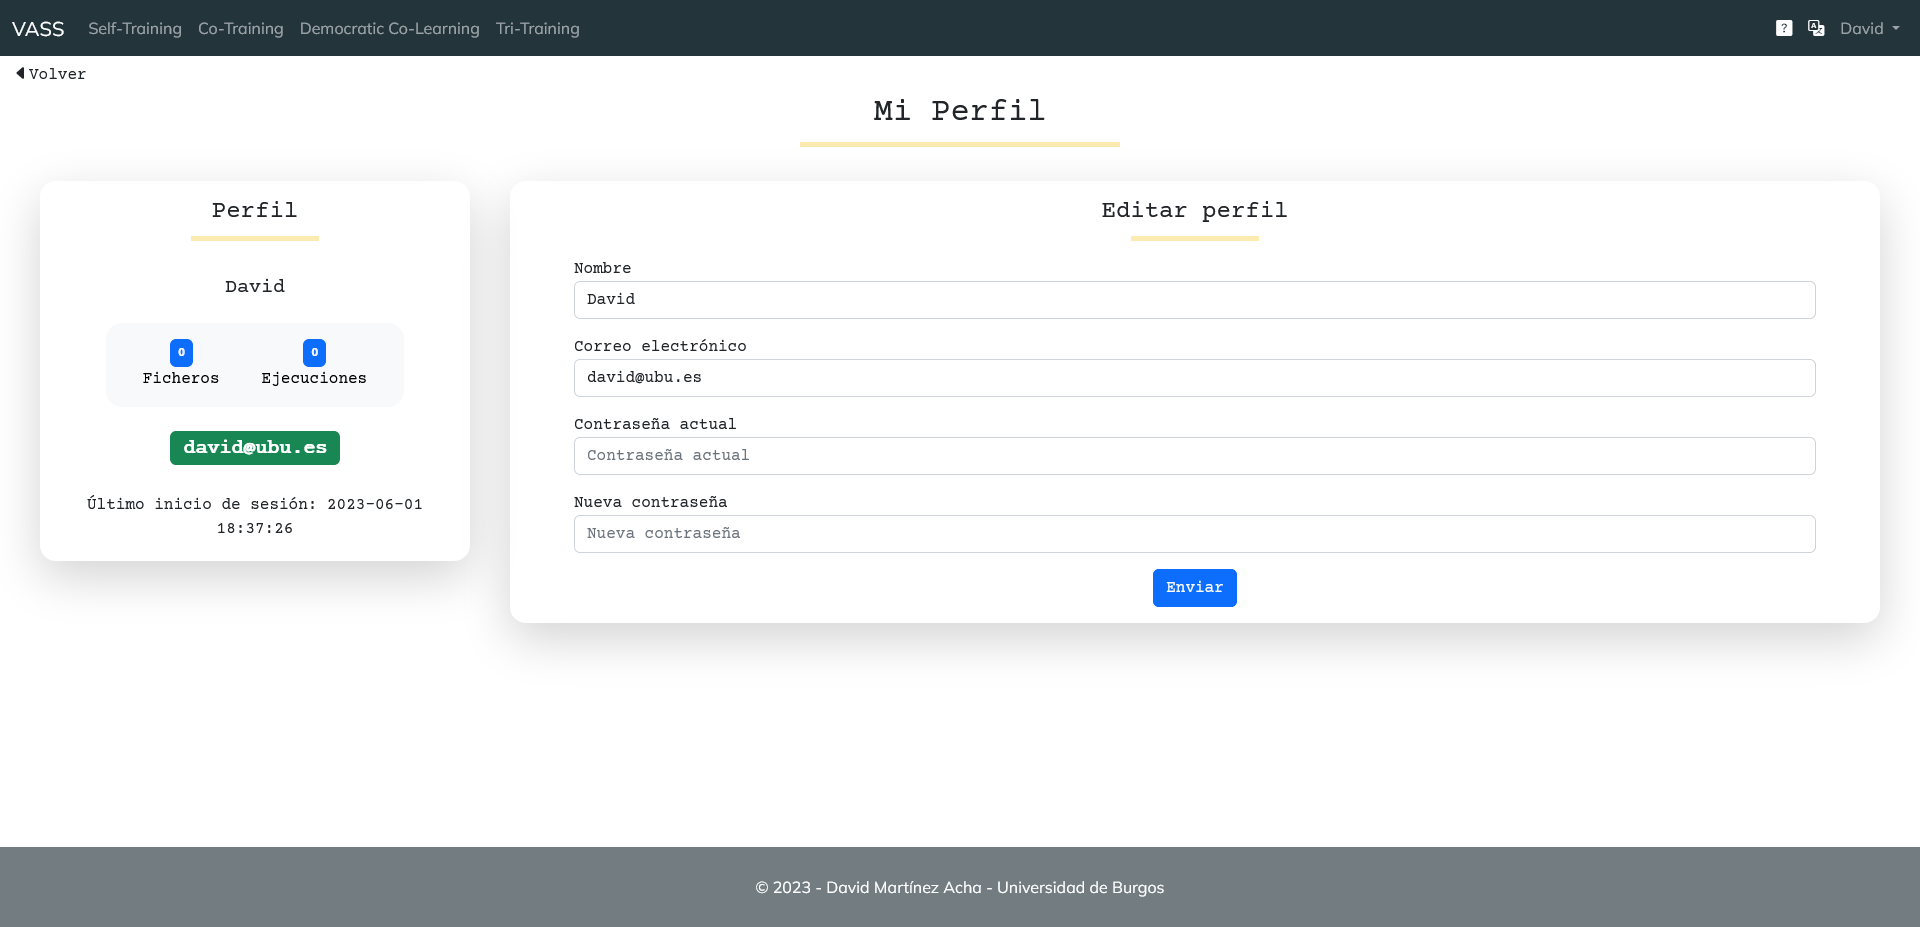 VASS Self-Training Co-Training Democratic Co-Learning Tri-Training ? David
Volver
Mi Perfil
Perfil
David
0 0
Ficheros Ejecuciones
david@ubu.es
Último inicio de sesión: 2023-06-01
18:37:26
Editar perfil
Nombre
David
Correo electrónico
david@ubu.es
Contraseña actual
Contraseña actual
Nueva contraseña
Nueva contraseña
Enviar
© 2023 - David Martínez Acha - Universidad de Burgos